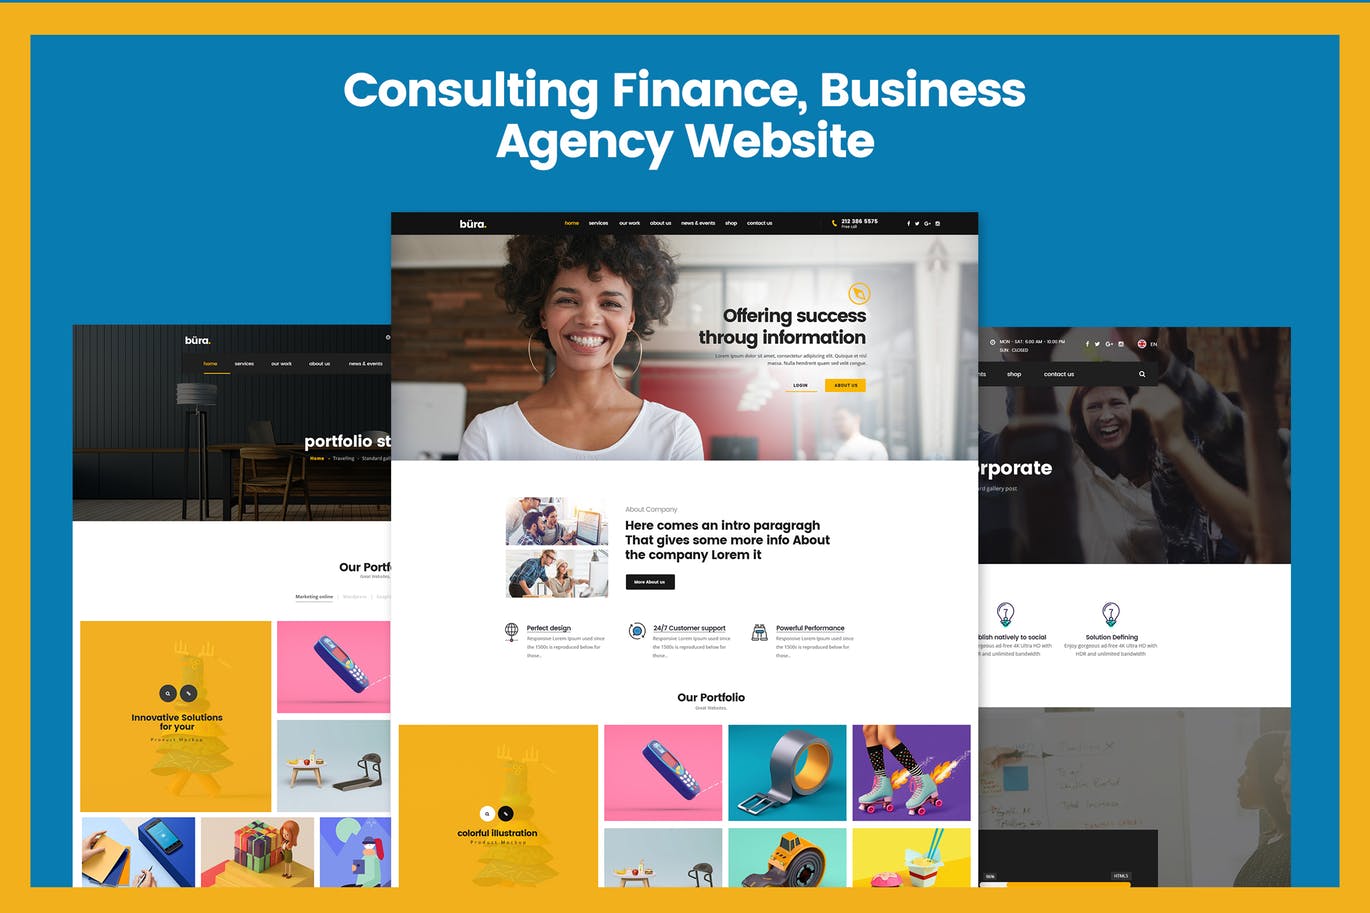 Consulting Finance, Business
Agency Website
büra.
home services our work about us news & events shop contact us
212 386 5575
Free call
Offering success
throug information
Lorem ipsum dolor sit amet, consectetur adipiscing elit. Quisque et nisl
massa. Nulla hendrerit quam sed velit congue.
LOGIN
ABOUT US
About Company
Here comes an intro paragragh
That gives some more info About
the company Lorem it
More About us
Perfect design
Responsive Lorem Ipsum used since
the 1500s is reproduced below for
those..
24/7 Customer support
Responsive Lorem Ipsum used since
the 1500s is reproduced below for
those..
Powerful Performance
Responsive Lorem Ipsum used since
the 1500s is reproduced below for
those..
Our Portfolio
Great Websites.
colorful illustration
Product Mockup
büra.
home services our work about us news & events
portfolio st
Home - Travelling - Standard gall
Our Portf
Great Websites.
Marketing online | Wordpress | Graphi
Innovative Solutions
for your
Product Mockup
MON - SAT: 6.00 AM - 10:00 PM
SUN: CLOSED
EN
nts shop contact us
rporate
rd gallery post
blish natively to social
gorgeous ad-free 4K Ultra HD with
and unlimited bandwidth
Solution Defining
Enjoy gorgeous ad-free 4K Ultra HD with
HDR and unlimited bandwidth
HTML5